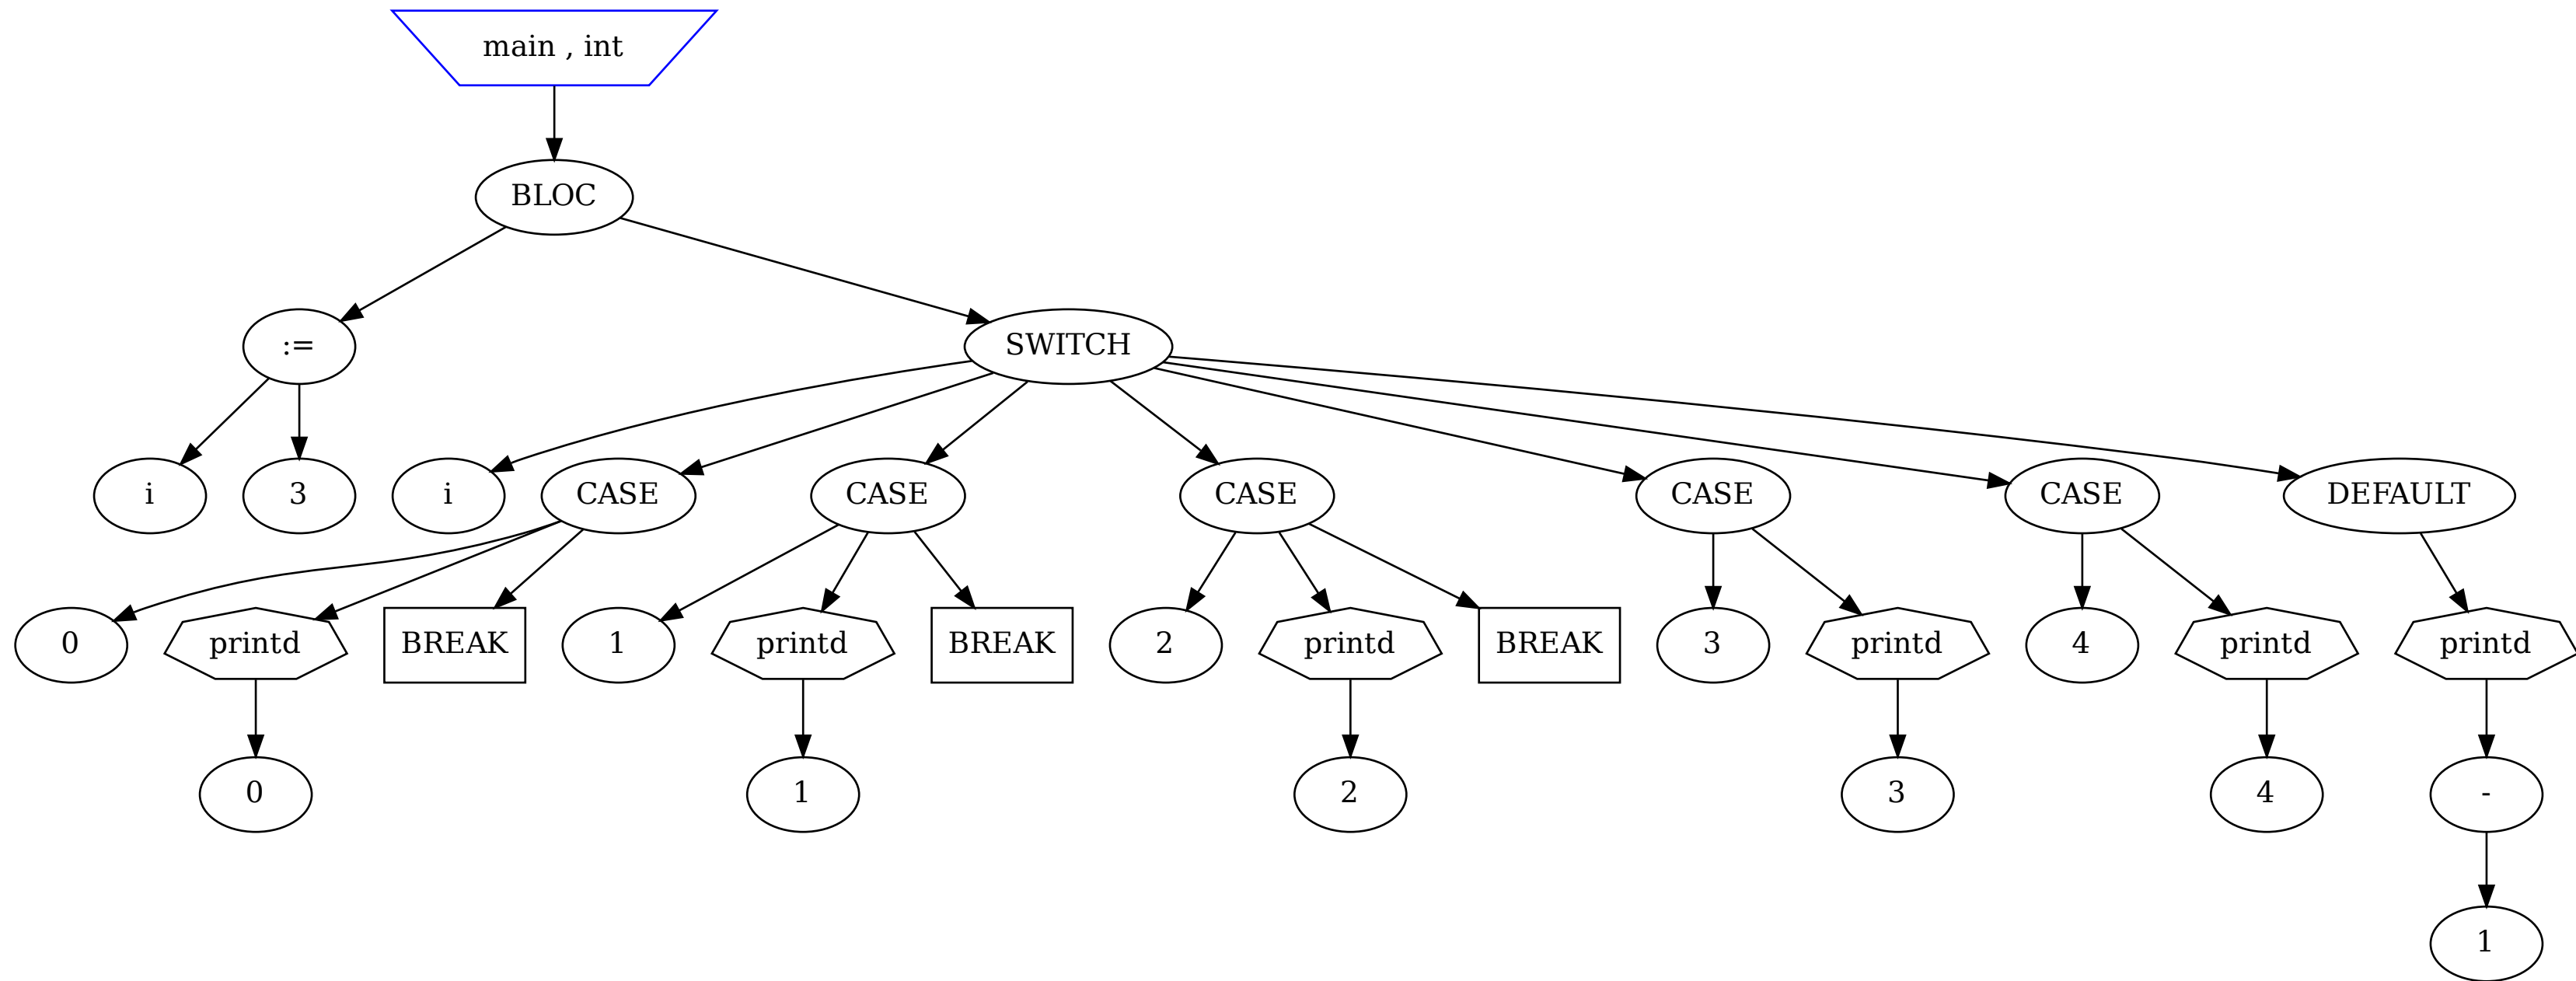 main , int
BLOC
:=
SWITCH
i
3
i
CASE
CASE
CASE
CASE
CASE
DEFAULT
0
printd
BREAK
1
printd
BREAK
2
printd
BREAK
3
printd
4
printd
printd
0
1
2
3
4
-
1